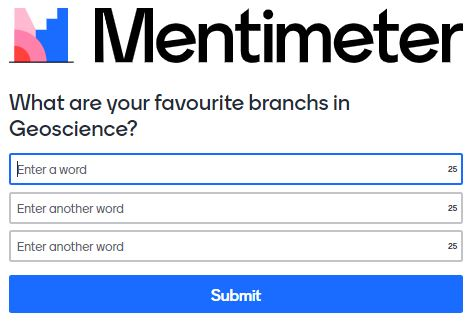 Mentimeter
What are your favourite branchs in
Geoscience?
Enter a word 25
Enter another word 25
Enter another word 25
Submit